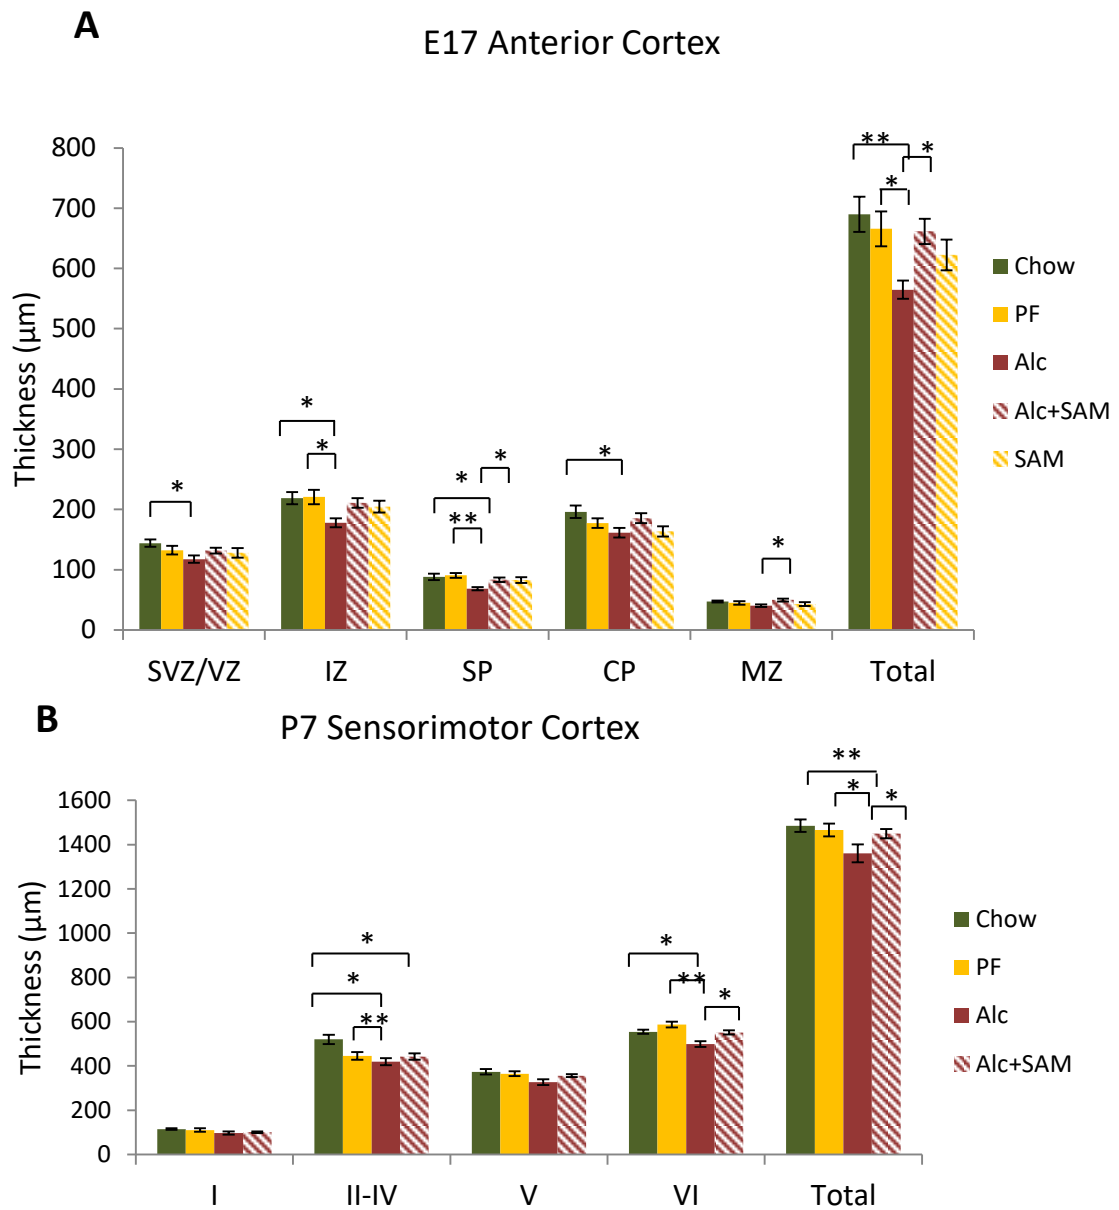 A
E17 Anterior Cortex
Thickness (µm)
800
700
600
500
400
300
200
100
0
*
*
*
*
**
*
*
*
**
*
*
SVZ/VZ IZ SP CP MZ Total
Chow
PF
Alc
Alc+SAM
SAM
B
P7 Sensorimotor Cortex
Thickness (µm)
1600
1400
1200
1000
800
600
400
200
0
*
*
**
*
**
*
**
*
*
I II-IV V VI Total
Chow
PF
Alc
Alc+SAM